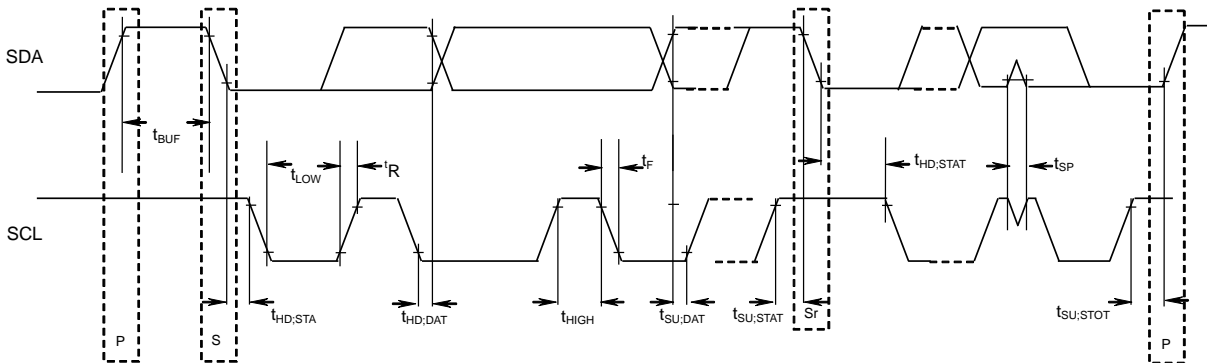 SDA
tBUF
tLOW
tR
tF
tHD;STAT
tSP
SCL
tHD;STA
tHD;DAT
tHIGH
tSU;DAT
tSU;STAT
Sr
tSU;STOT
P
S
P